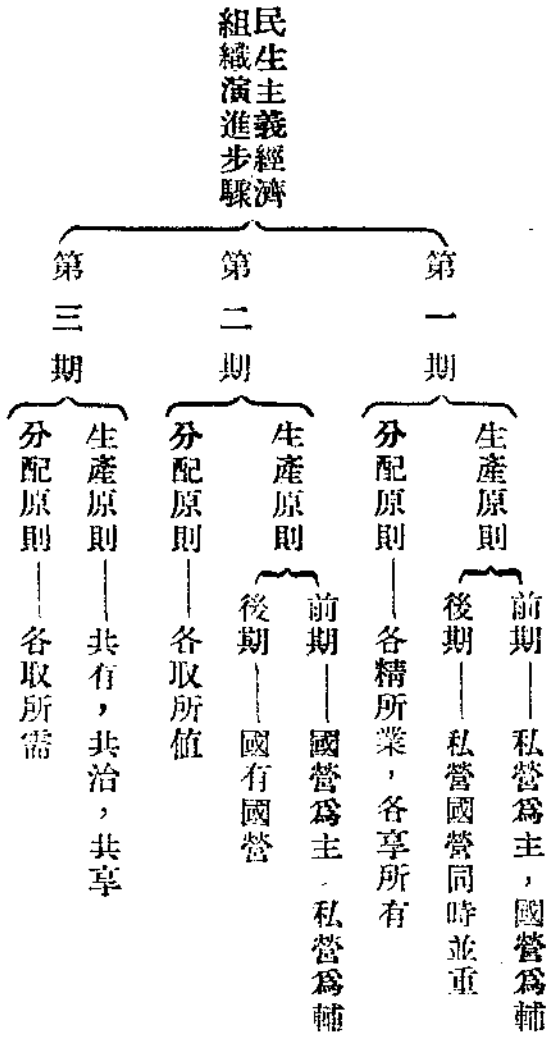 民生主義經濟
組織演進步驟
第一期
生產原則
前期——私營爲主，國營爲輔
後期——私營國營同時並重
分配原則——各精所業，各享所有
第二期
生產原則
前期——國營爲主，私營爲輔
後期——國有國營
分配原則——各取所值
第三期
生產原則——共有，共治，共享
分配原則——各取所需